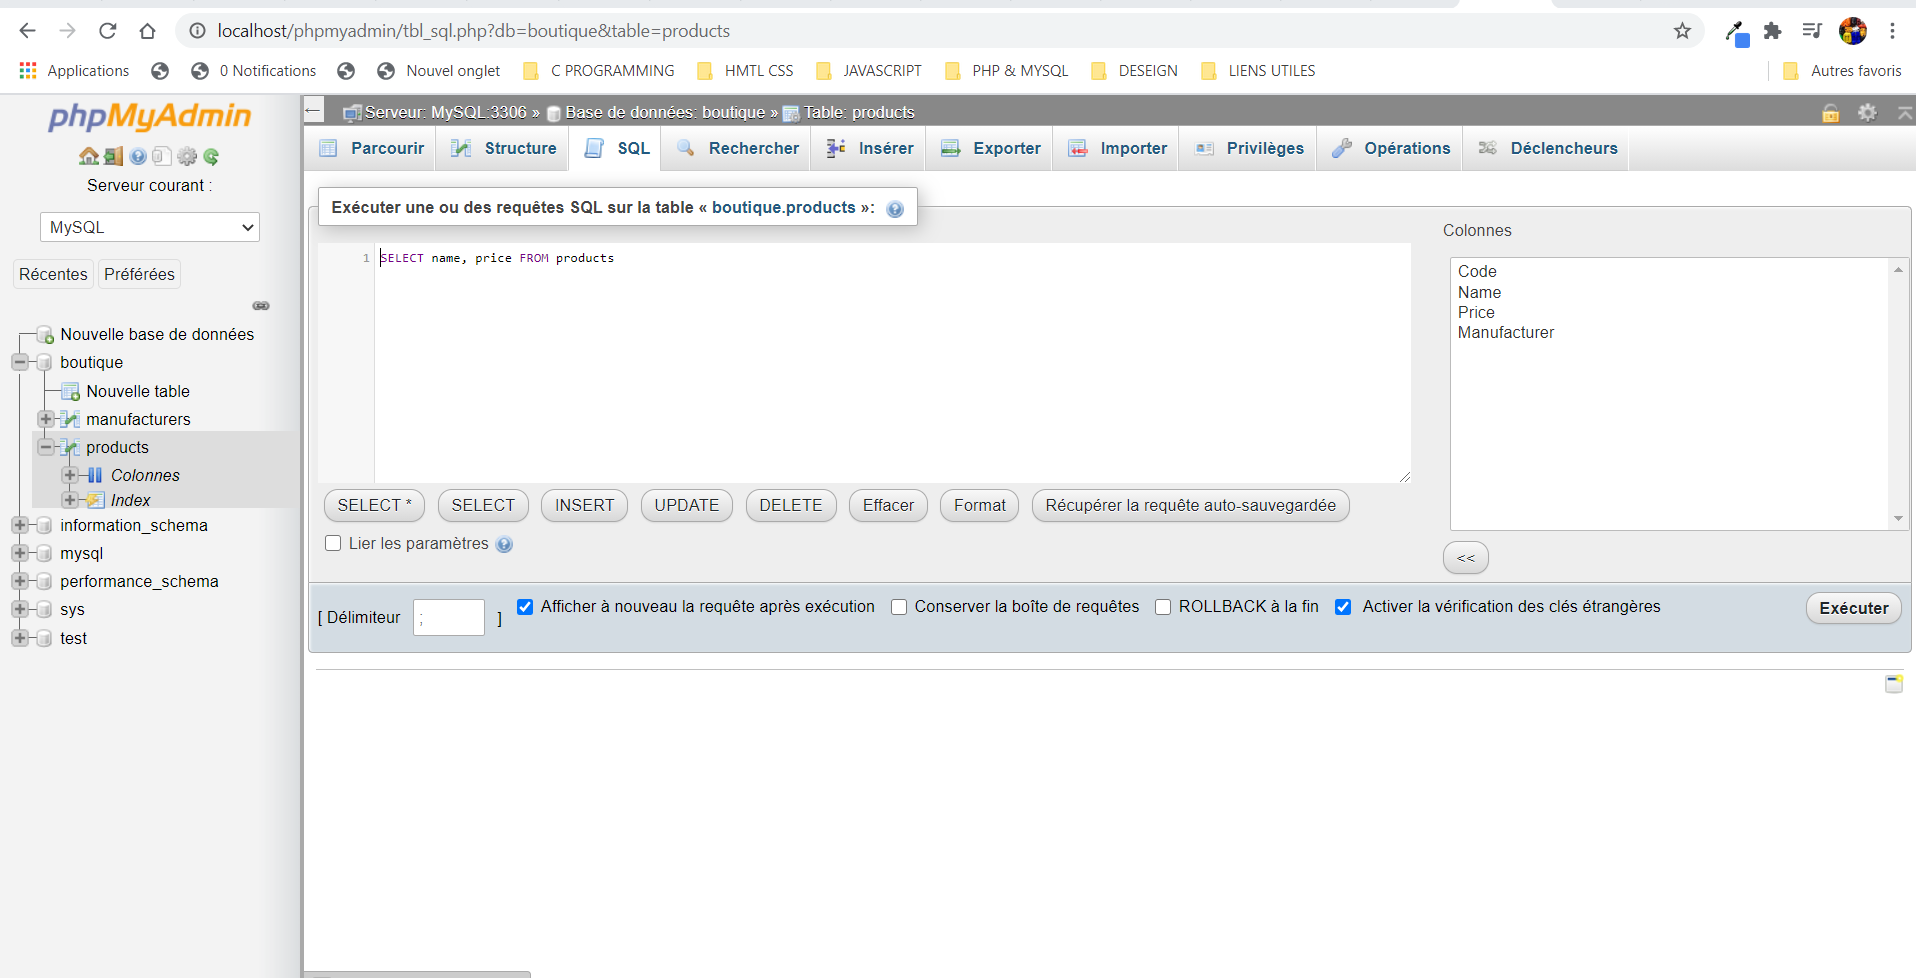 localhost/phpmyadmin/tbl_sql.php?db=boutique&table=products
Applications
0 Notifications
Nouvel onglet
C PROGRAMMING
HMTL CSS
JAVASCRIPT
PHP & MYSQL
DESEIGN
LIENS UTILES
Autres favoris
phpMyAdmin
Serveur courant :
MySQL
Récentes
Préférées
Nouvelle base de données
boutique
Nouvelle table
manufacturers
products
Colonnes
Index
information_schema
mysql
performance_schema
sys
test
Serveur: MySQL:3306 » Base de données: boutique » Table: products
Parcourir
Structure
SQL
Rechercher
Insérer
Exporter
Importer
Privilèges
Opérations
Déclencheurs
Exécuter une ou des requêtes SQL sur la table « boutique.products »:
1 SELECT name, price FROM products
Colonnes
Code
Name
Price
Manufacturer
SELECT *
SELECT
INSERT
UPDATE
DELETE
Effacer
Format
Récupérer la requête auto-sauvegardée
<<
Lier les paramètres
[ Délimiteur ; ]
Afficher à nouveau la requête après exécution
Conserver la boîte de requêtes
ROLLBACK à la fin
Activer la vérification des clés étrangères
Exécuter